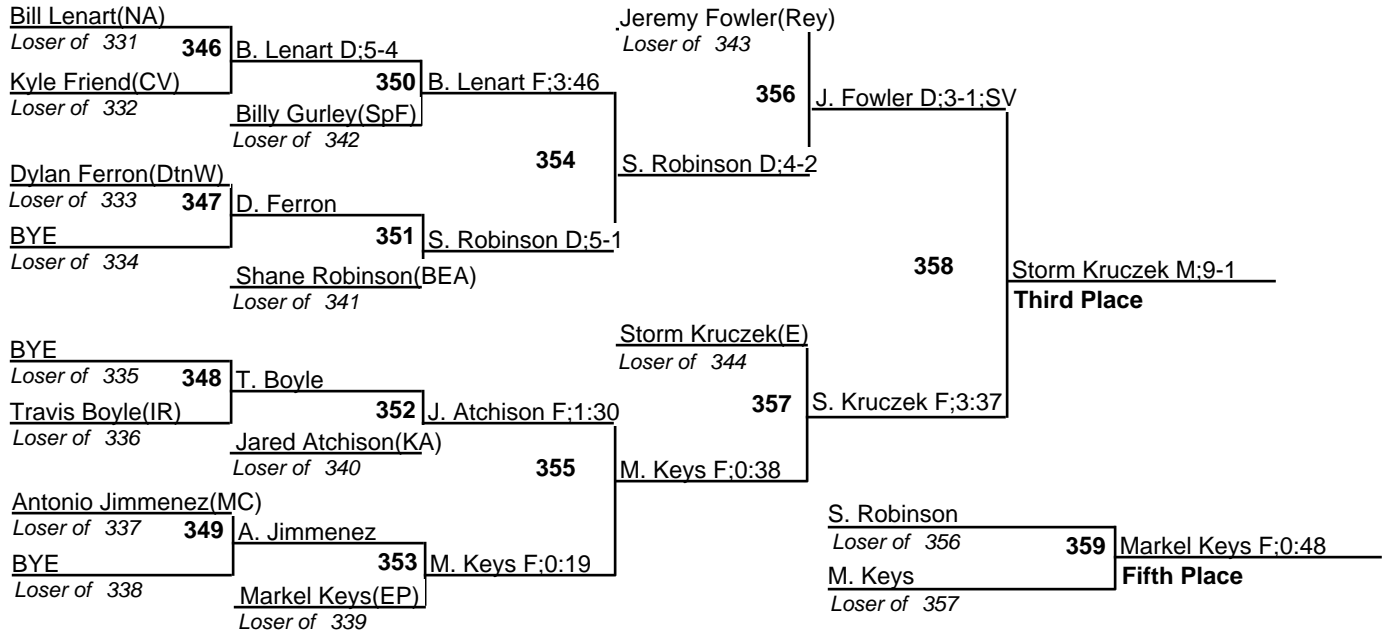 Bill Lenart(NA)
Loser of 331
346
Kyle Friend(CV)
Loser of 332
B. Lenart D;5-4
350
Billy Gurley(SpF)
Loser of 342
B. Lenart F;3:46
Dylan Ferron(DtnW)
Loser of 333
347
BYE
Loser of 334
D. Ferron
351
Shane Robinson(BEA)
Loser of 341
S. Robinson D;5-1
354
Jeremy Fowler(Rey)
Loser of 343
356
S. Robinson D;4-2
J. Fowler D;3-1;SV
BYE
Loser of 335
348
Travis Boyle(IR)
Loser of 336
T. Boyle
352
Jared Atchison(KA)
Loser of 340
J. Atchison F;1:30
Antonio Jimmenez(MC)
Loser of 337
349
BYE
Loser of 338
A. Jimmenez
353
Markel Keys(EP)
Loser of 339
M. Keys F;0:19
355
Storm Kruczek(E)
Loser of 344
357
M. Keys F;0:38
S. Kruczek F;3:37
358
Storm Kruczek M;9-1
Third Place
S. Robinson
Loser of 356
359
M. Keys
Loser of 357
Markel Keys F;0:48
Fifth Place